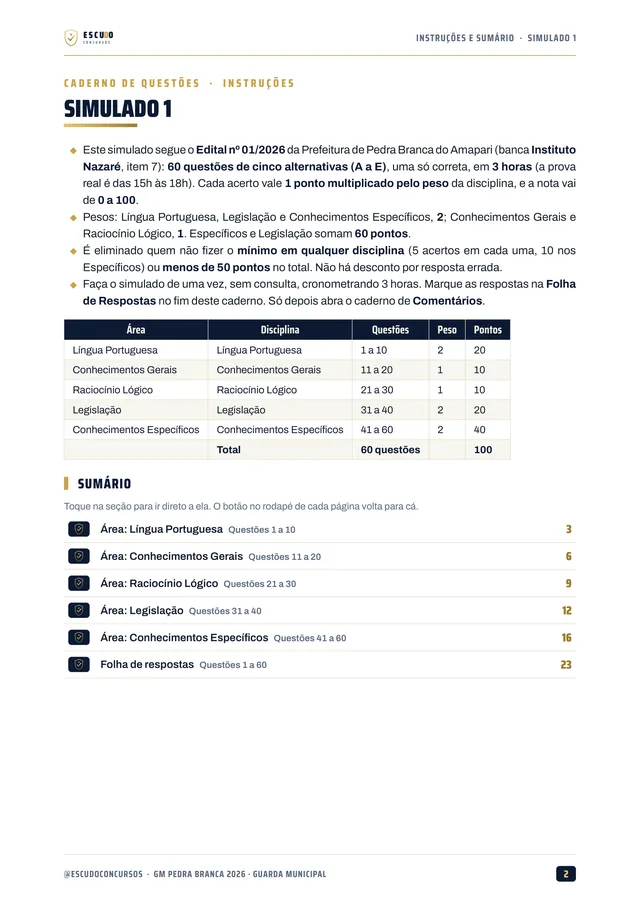 ESCUDO
CONCURSOS
INSTRUÇÕES E SUMÁRIO · SIMULADO 1
CADERNO DE QUESTÕES · INSTRUÇÕES
SIMULADO 1
◆ Este simulado segue o Edital nº 01/2026 da Prefeitura de Pedra Branca do Amapari (banca Instituto
Nazaré, item 7): 60 questões de cinco alternativas (A a E), uma só correta, em 3 horas (a prova
real é das 15h às 18h). Cada acerto vale 1 ponto multiplicado pelo peso da disciplina, e a nota vai
de 0 a 100.
◆ Pesos: Língua Portuguesa, Legislação e Conhecimentos Específicos, 2; Conhecimentos Gerais e
Raciocínio Lógico, 1. Específicos e Legislação somam 60 pontos.
◆ É eliminado quem não fizer o mínimo em qualquer disciplina (5 acertos em cada uma, 10 nos
Específicos) ou menos de 50 pontos no total. Não há desconto por resposta errada.
◆ Faça o simulado de uma vez, sem consulta, cronometrando 3 horas. Marque as respostas na Folha
de Respostas no fim deste caderno. Só depois abra o caderno de Comentários.
Área Disciplina Questões Peso Pontos
Língua Portuguesa Língua Portuguesa 1 a 10 2 20
Conhecimentos Gerais Conhecimentos Gerais 11 a 20 1 10
Raciocínio Lógico Raciocínio Lógico 21 a 30 1 10
Legislação Legislação 31 a 40 2 20
Conhecimentos Específicos Conhecimentos Específicos 41 a 60 2 40
Total 60 questões 100
SUMÁRIO
Toque na seção para ir direto a ela. O botão no rodapé de cada página volta para cá.
Área: Língua Portuguesa Questões 1 a 10 3
Área: Conhecimentos Gerais Questões 11 a 20 6
Área: Raciocínio Lógico Questões 21 a 30 9
Área: Legislação Questões 31 a 40 12
Área: Conhecimentos Específicos Questões 41 a 60 16
Folha de respostas Questões 1 a 60 23
@ESCUDOCONCURSOS · GM PEDRA BRANCA 2026 · GUARDA MUNICIPAL
2